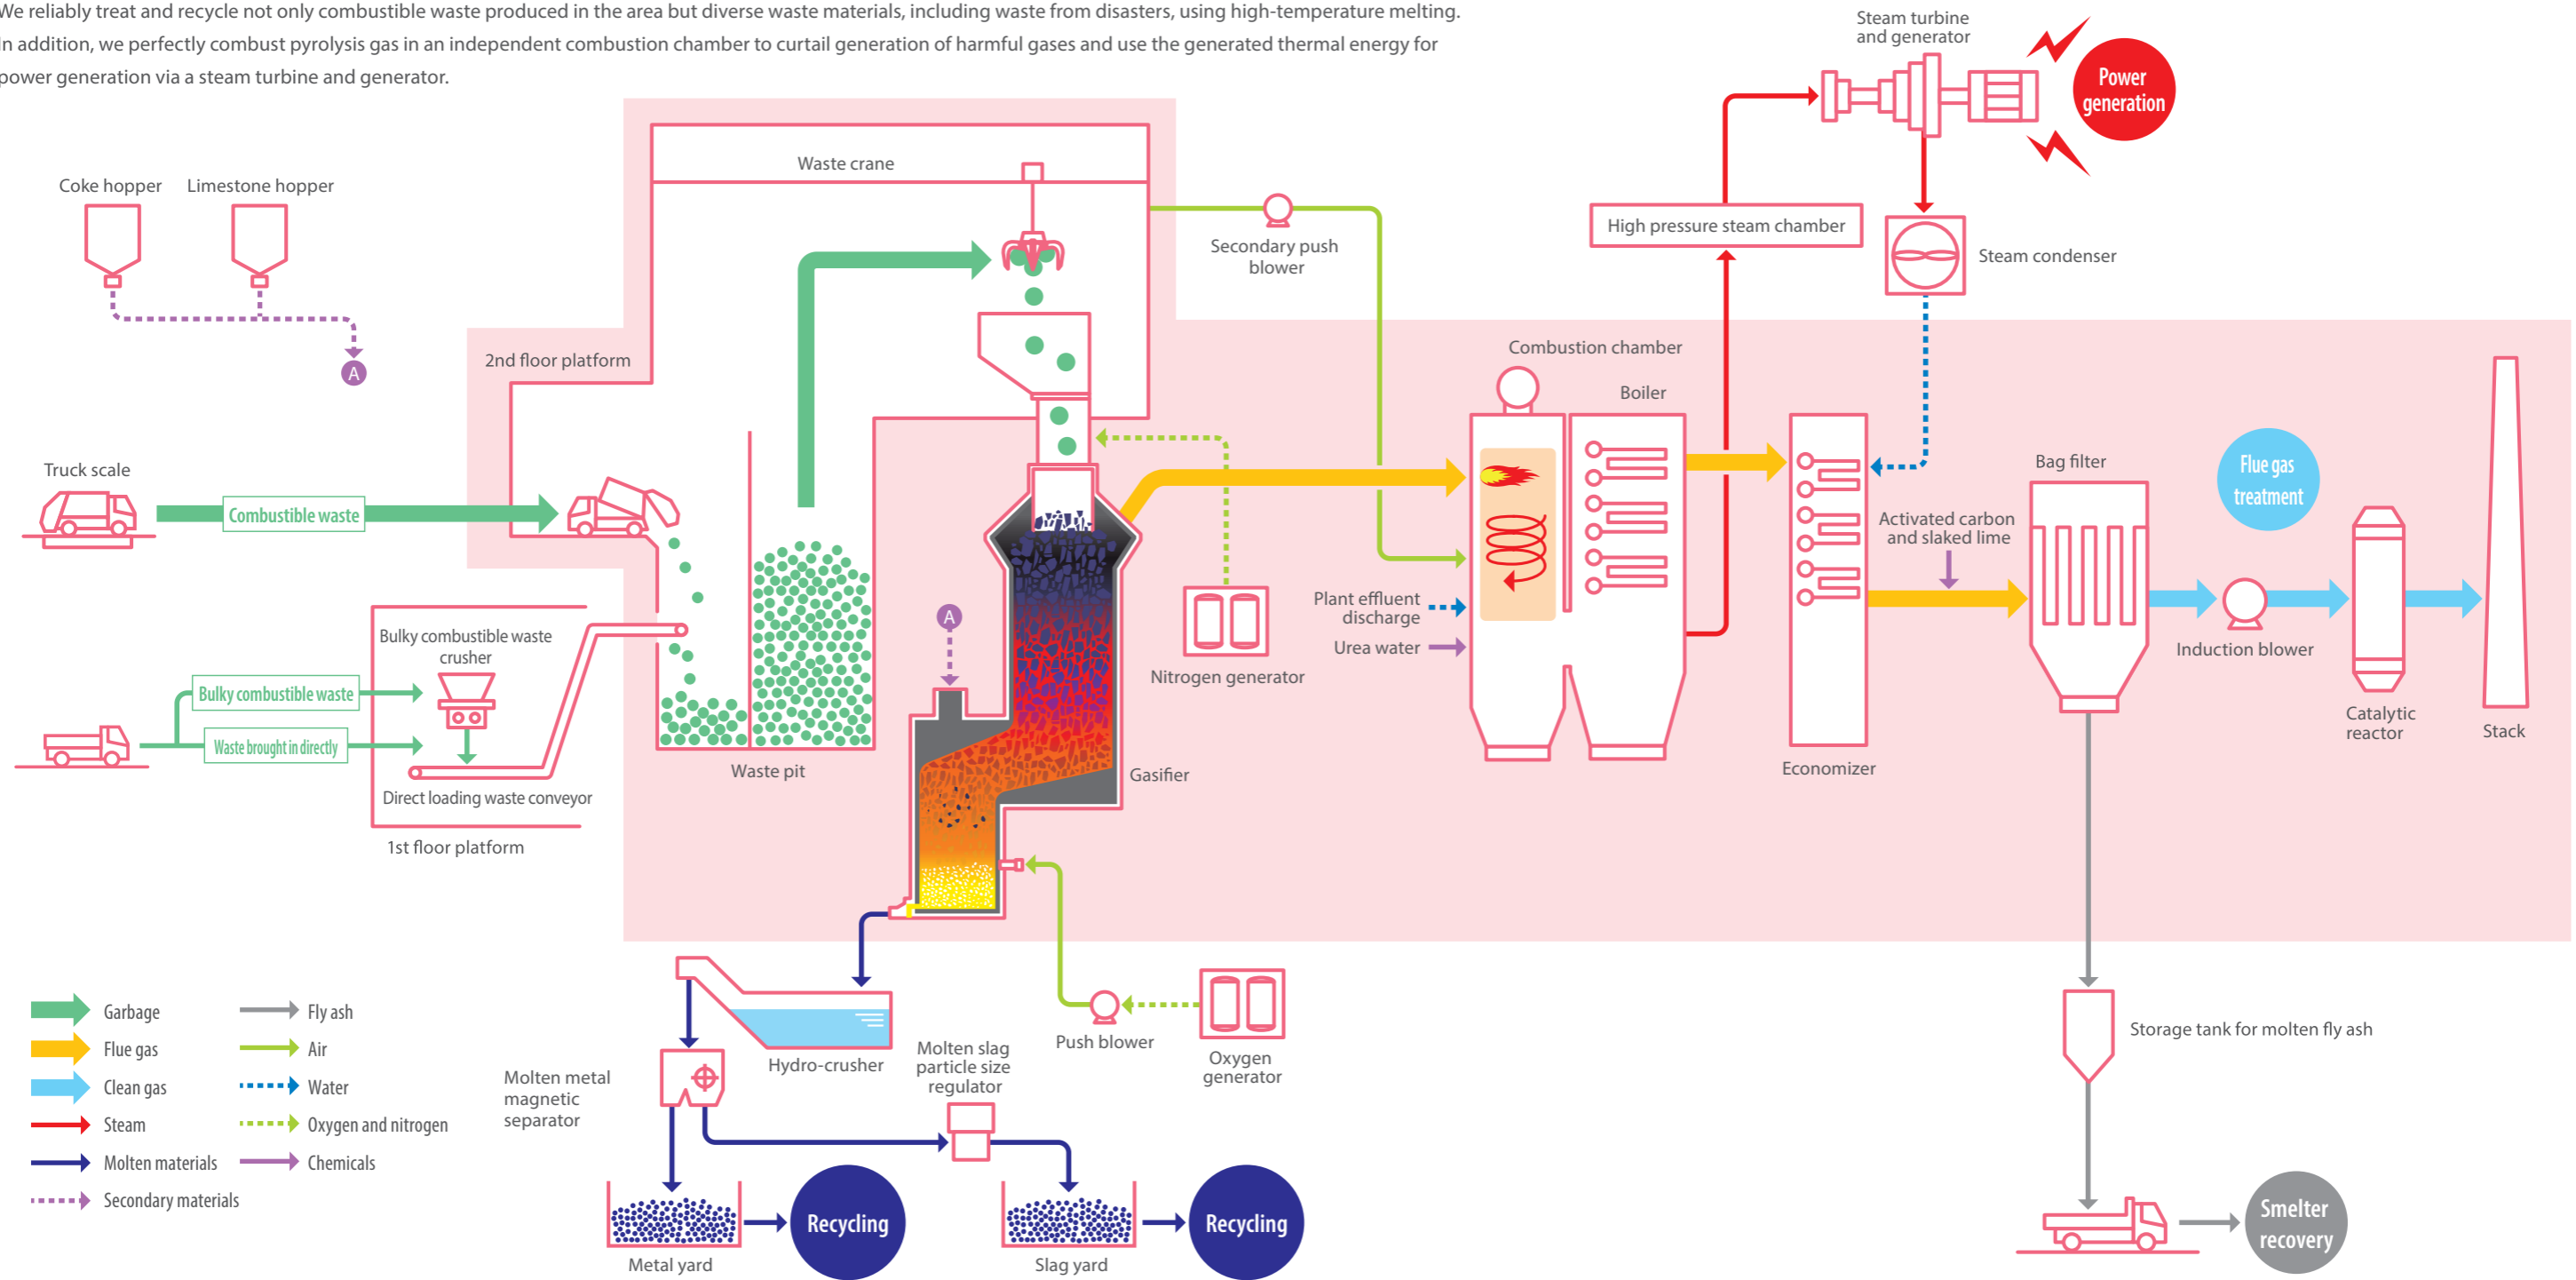 We reliably treat and recycle not only combustible waste produced in the area but diverse waste materials, including waste from disasters, using high-temperature melting.
In addition, we perfectly combust pyrolysis gas in an independent combustion chamber to curtail generation of harmful gases and use the generated thermal energy for
power generation via a steam turbine and generator.
Steam turbine
and generator
Power
generation
Waste crane
Coke hopper
Limestone hopper
Secondary push
blower
High pressure steam chamber
Steam condenser
A
2nd floor platform
Combustion chamber
Boiler
Truck scale
Combustible waste
Bag filter
Flue gas
treatment
Activated carbon
and slaked lime
Plant effluent
discharge
Urea water
A
Bulky combustible waste
crusher
Induction blower
Nitrogen generator
Bulky combustible waste
Waste brought in directly
Catalytic
reactor
Stack
Waste pit
Gasifier
Economizer
Direct loading waste conveyor
1st floor platform
Garbage
Flue gas
Clean gas
Steam
Molten materials
Secondary materials
Fly ash
Air
Water
Oxygen and nitrogen
Chemicals
Storage tank for molten fly ash
Hydro-crusher
Molten slag
particle size
regulator
Push blower
Oxygen
generator
Molten metal
magnetic
separator
Recycling
Recycling
Smelter
recovery
Metal yard
Slag yard